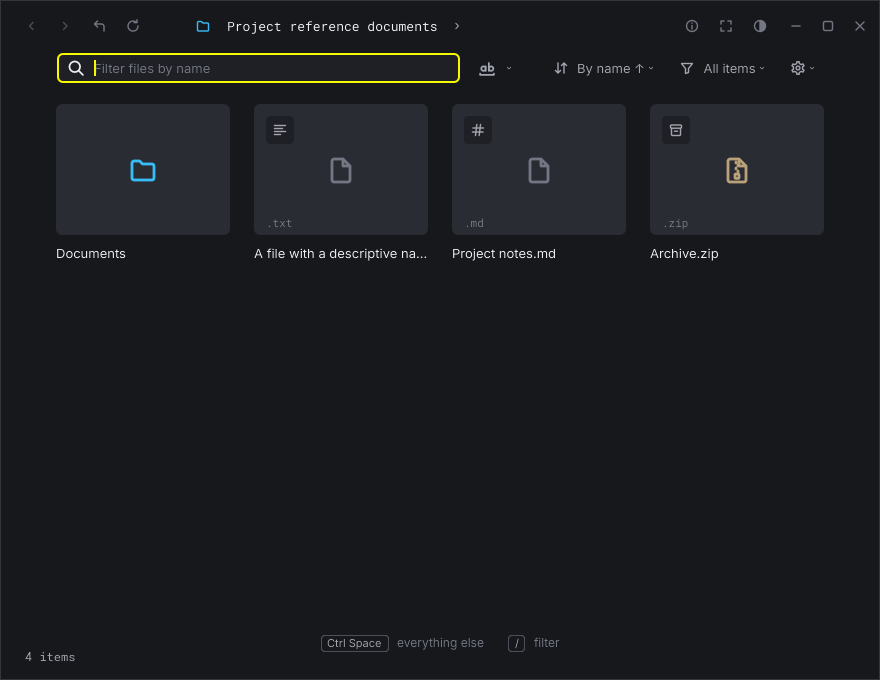 Project reference documents
Filter files by name
ab
By name ↑
All items
.txt
.md
.zip
Documents
A file with a descriptive na...
Project notes.md
Archive.zip
Ctrl Space everything else / filter
4 items